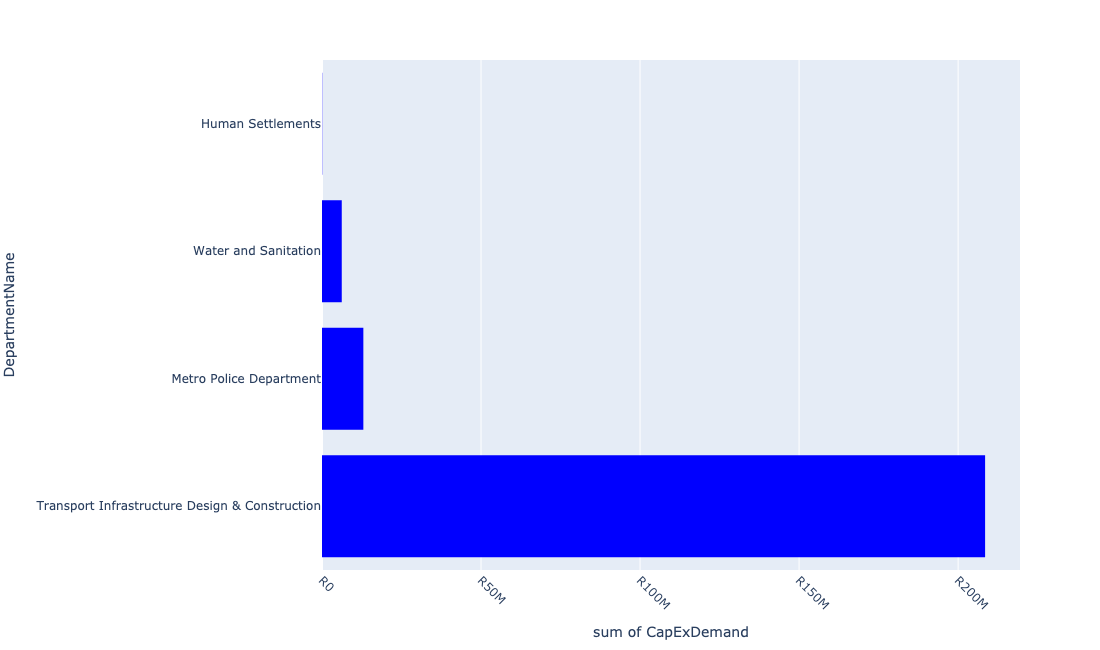 Human Settlements
Water and Sanitation
Metro Police Department
Transport Infrastructure Design & Construction
DepartmentName
R0
R50M
R100M
R150M
R200M
sum of CapExDemand